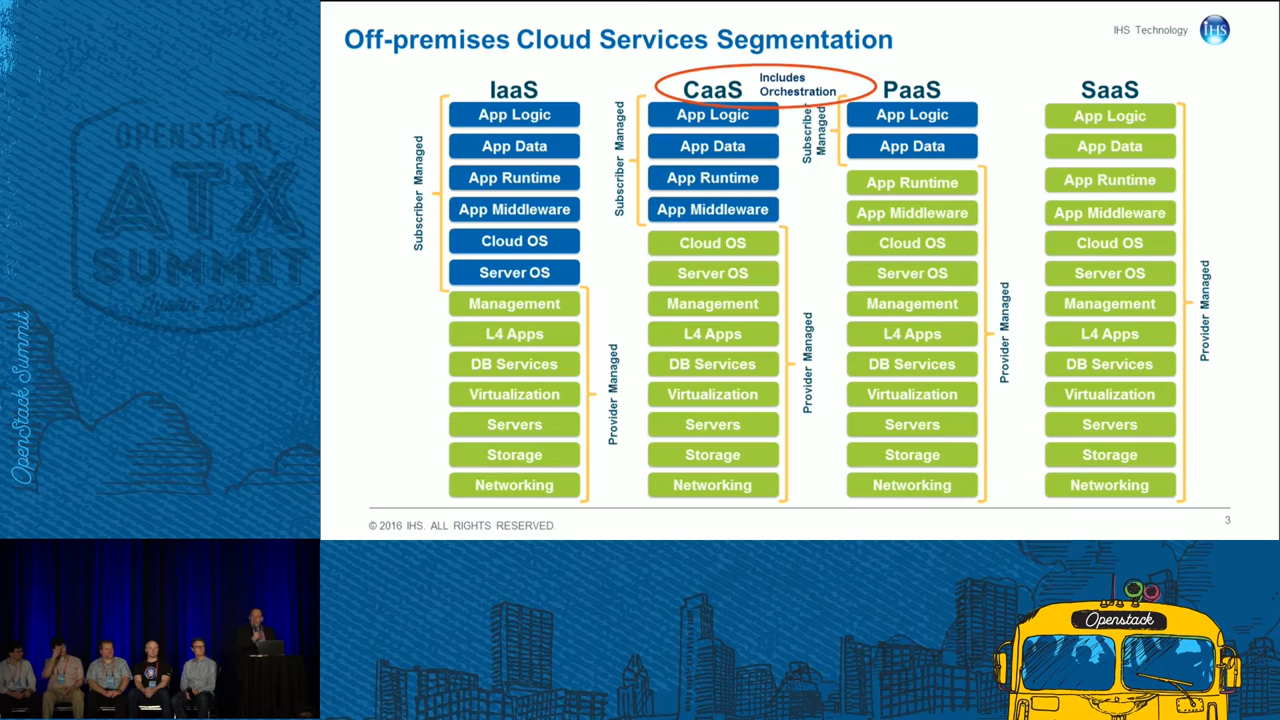 Off-premises Cloud Services Segmentation
IHS Technology
IHS
IaaS
App Logic
App Data
App Runtime
App Middleware
Cloud OS
Server OS
Management
L4 Apps
DB Services
Virtualization
Servers
Storage
Networking
Subscriber Managed
Provider Managed
CaaS
Includes
Orchestration
App Logic
App Data
App Runtime
App Middleware
Cloud OS
Server OS
Management
L4 Apps
DB Services
Virtualization
Servers
Storage
Networking
Subscriber Managed
Provider Managed
PaaS
App Logic
App Data
App Runtime
App Middleware
Cloud OS
Server OS
Management
L4 Apps
DB Services
Virtualization
Servers
Storage
Networking
Subscriber
Managed
Provider Managed
SaaS
App Logic
App Data
App Runtime
App Middleware
Cloud OS
Server OS
Management
L4 Apps
DB Services
Virtualization
Servers
Storage
Networking
Provider Managed
© 2016 IHS. ALL RIGHTS RESERVED.
3
OPENSTACK
ATX
SUMMIT
OpenStack Summit
Openstack